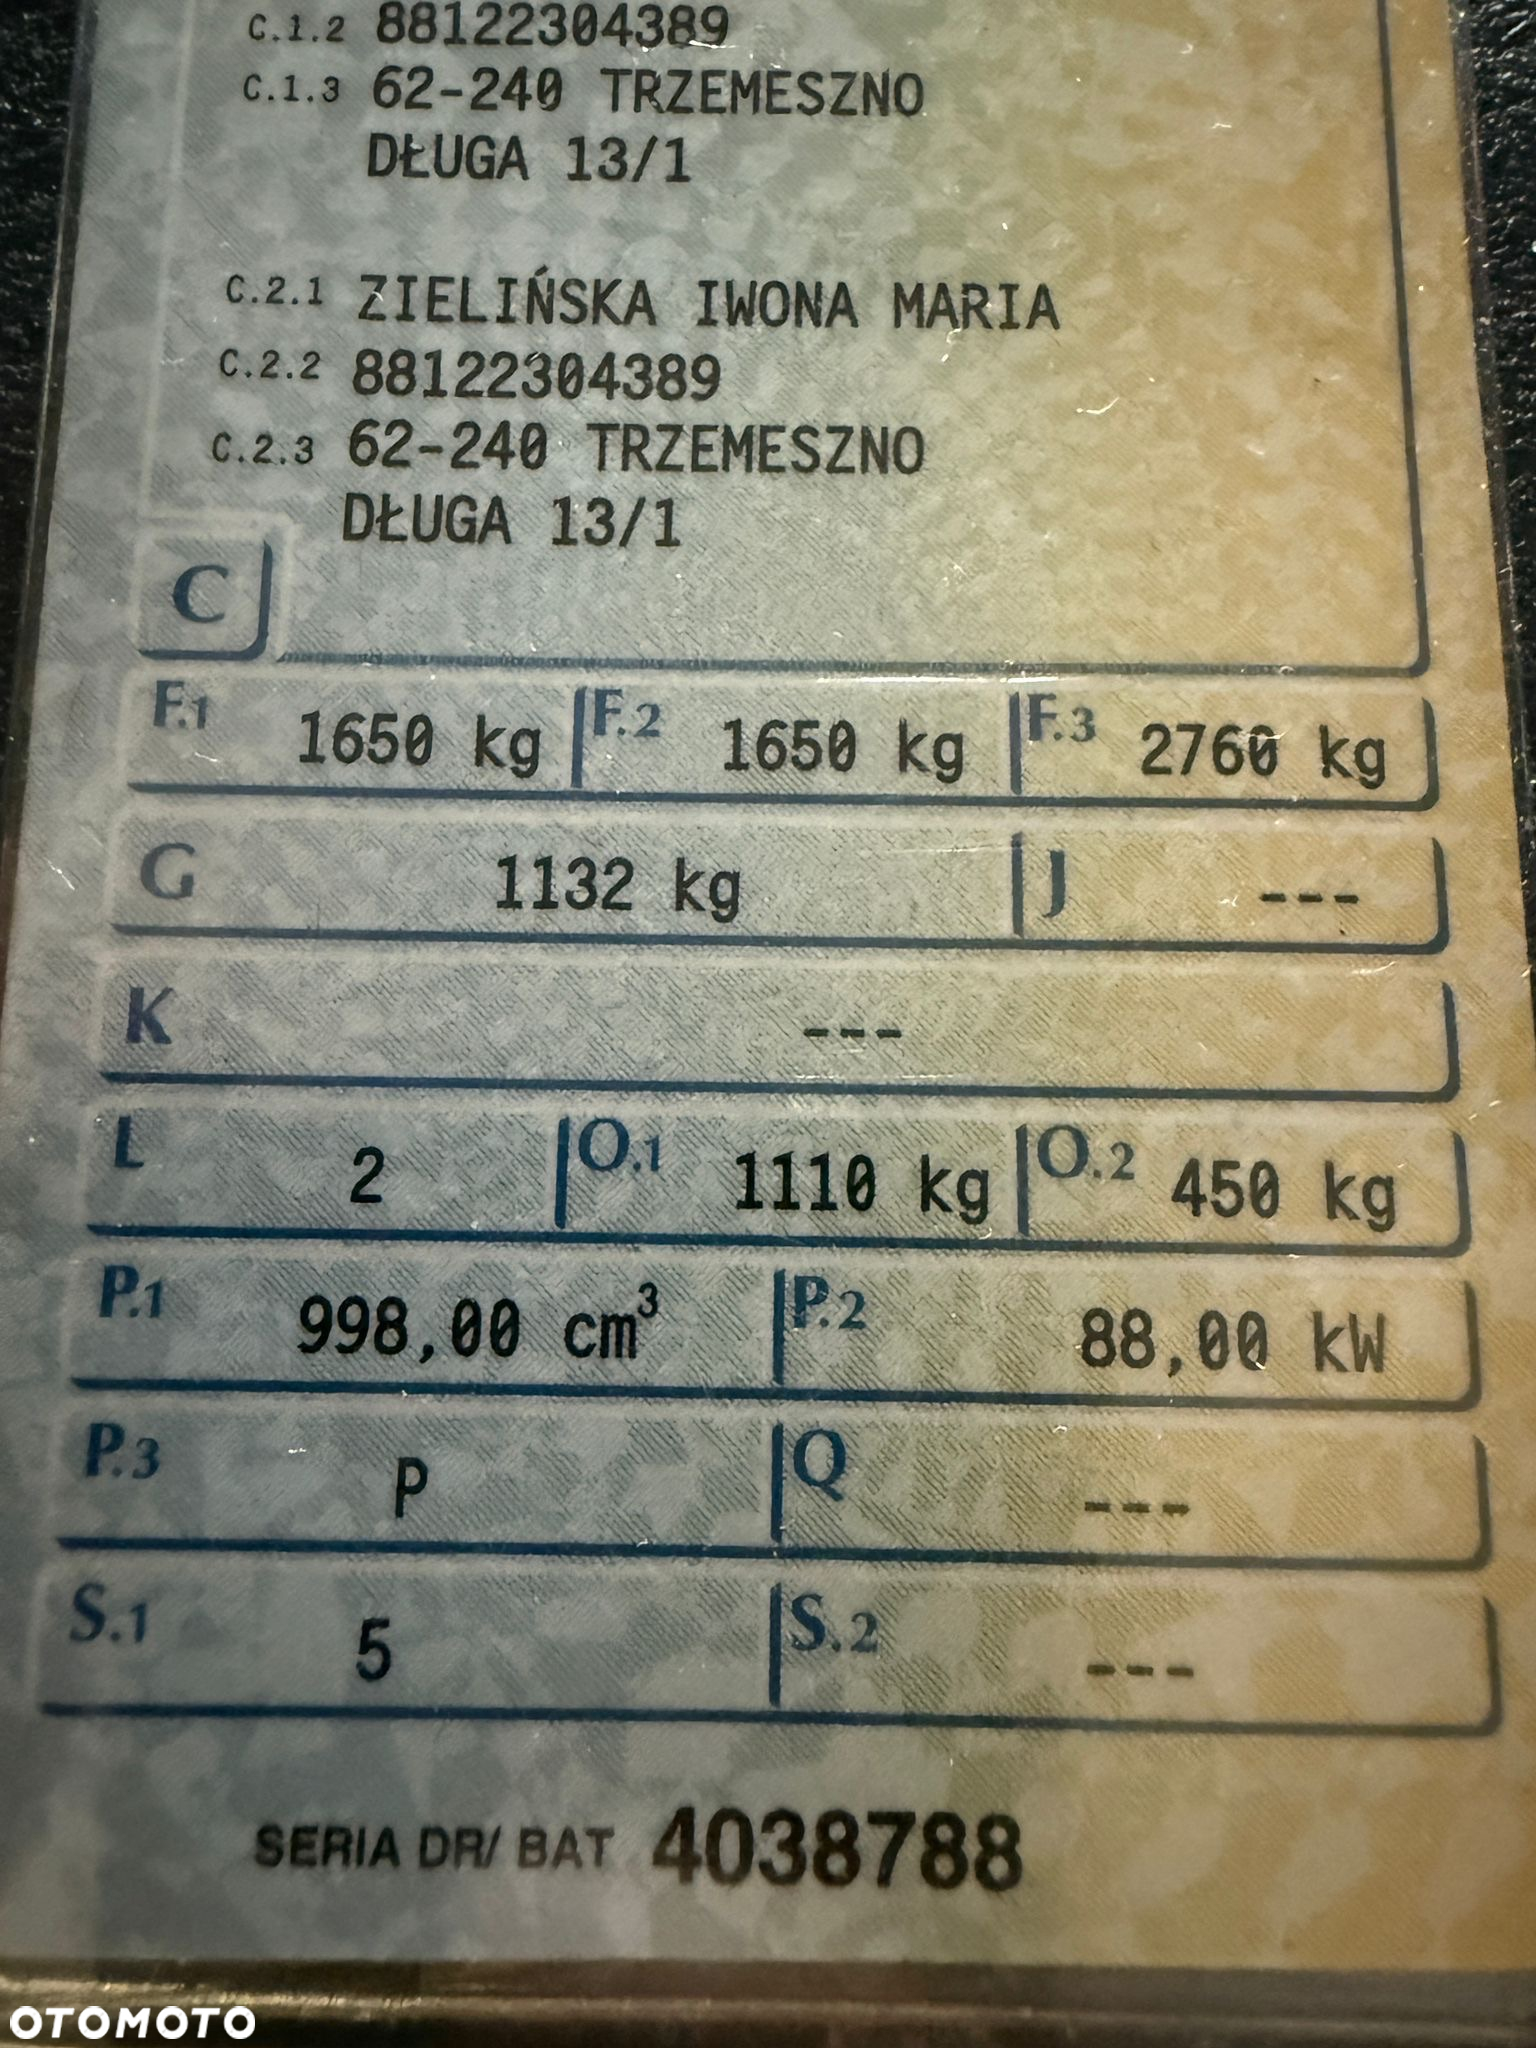 C.1.2 88122304389
C.1.3 62-240 TRZEMESZNO
DŁUGA 13/1
C.2.1 ZIELIŃSKA IWONA MARIA
C.2.2 88122304389
C.2.3 62-240 TRZEMESZNO
DŁUGA 13/1
C
F.1 1650 kg F.2 1650 kg F.3 2760 kg
G 1132 kg J ---
K ---
L 2 O.1 1110 kg O.2 450 kg
P.1 998,00 cm³ P.2 88,00 kW
P.3 P Q ---
S.1 5 S.2 ---
SERIA DR/ BAT 4038788
OTOMOTO